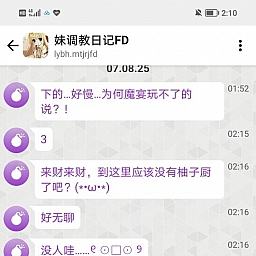 2:10
妹调教日记FD
lybh.mtjrjfd
07.08.25
下的…好慢…为何魔宴玩不了的
说?!
01:52
3
02:15
来财来财，到这里应该没有柚子厨
了吧？(**ω**)
02:16
好无聊
02:16
没人哇……୧⊙□⊙୨
02:16